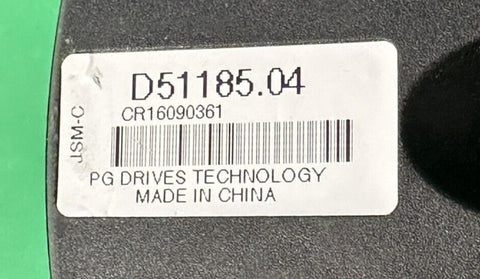 D51185.04
CR16090361
JSM-C
PG DRIVES TECHNOLOGY
MADE IN CHINA